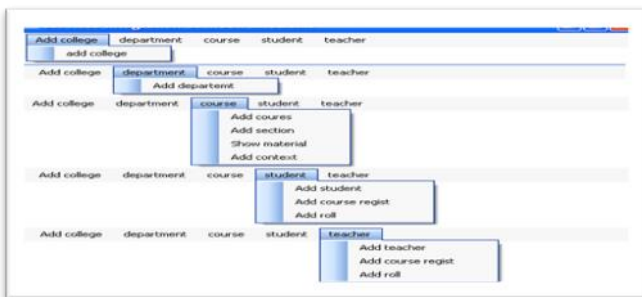 Add college department course student teacher
add college
Add college department course student teacher
Add departemt
Add college department course student teacher
Add coures
Add section
Show material
Add context
Add college department course student teacher
Add student
Add course regist
Add roll
Add college department course student teacher
Add teacher
Add course regist
Add roll